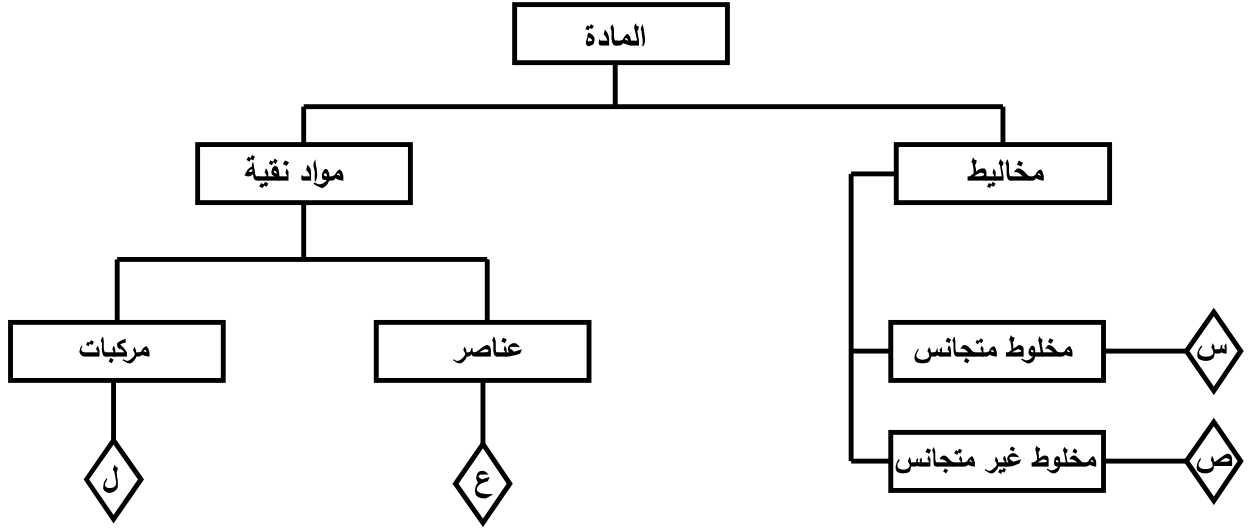 المادة
مخاليط
مواد نقية
مخلوط متجانس
س
عناصر
مركبات
مخلوط غير متجانس
ص
ع
ل